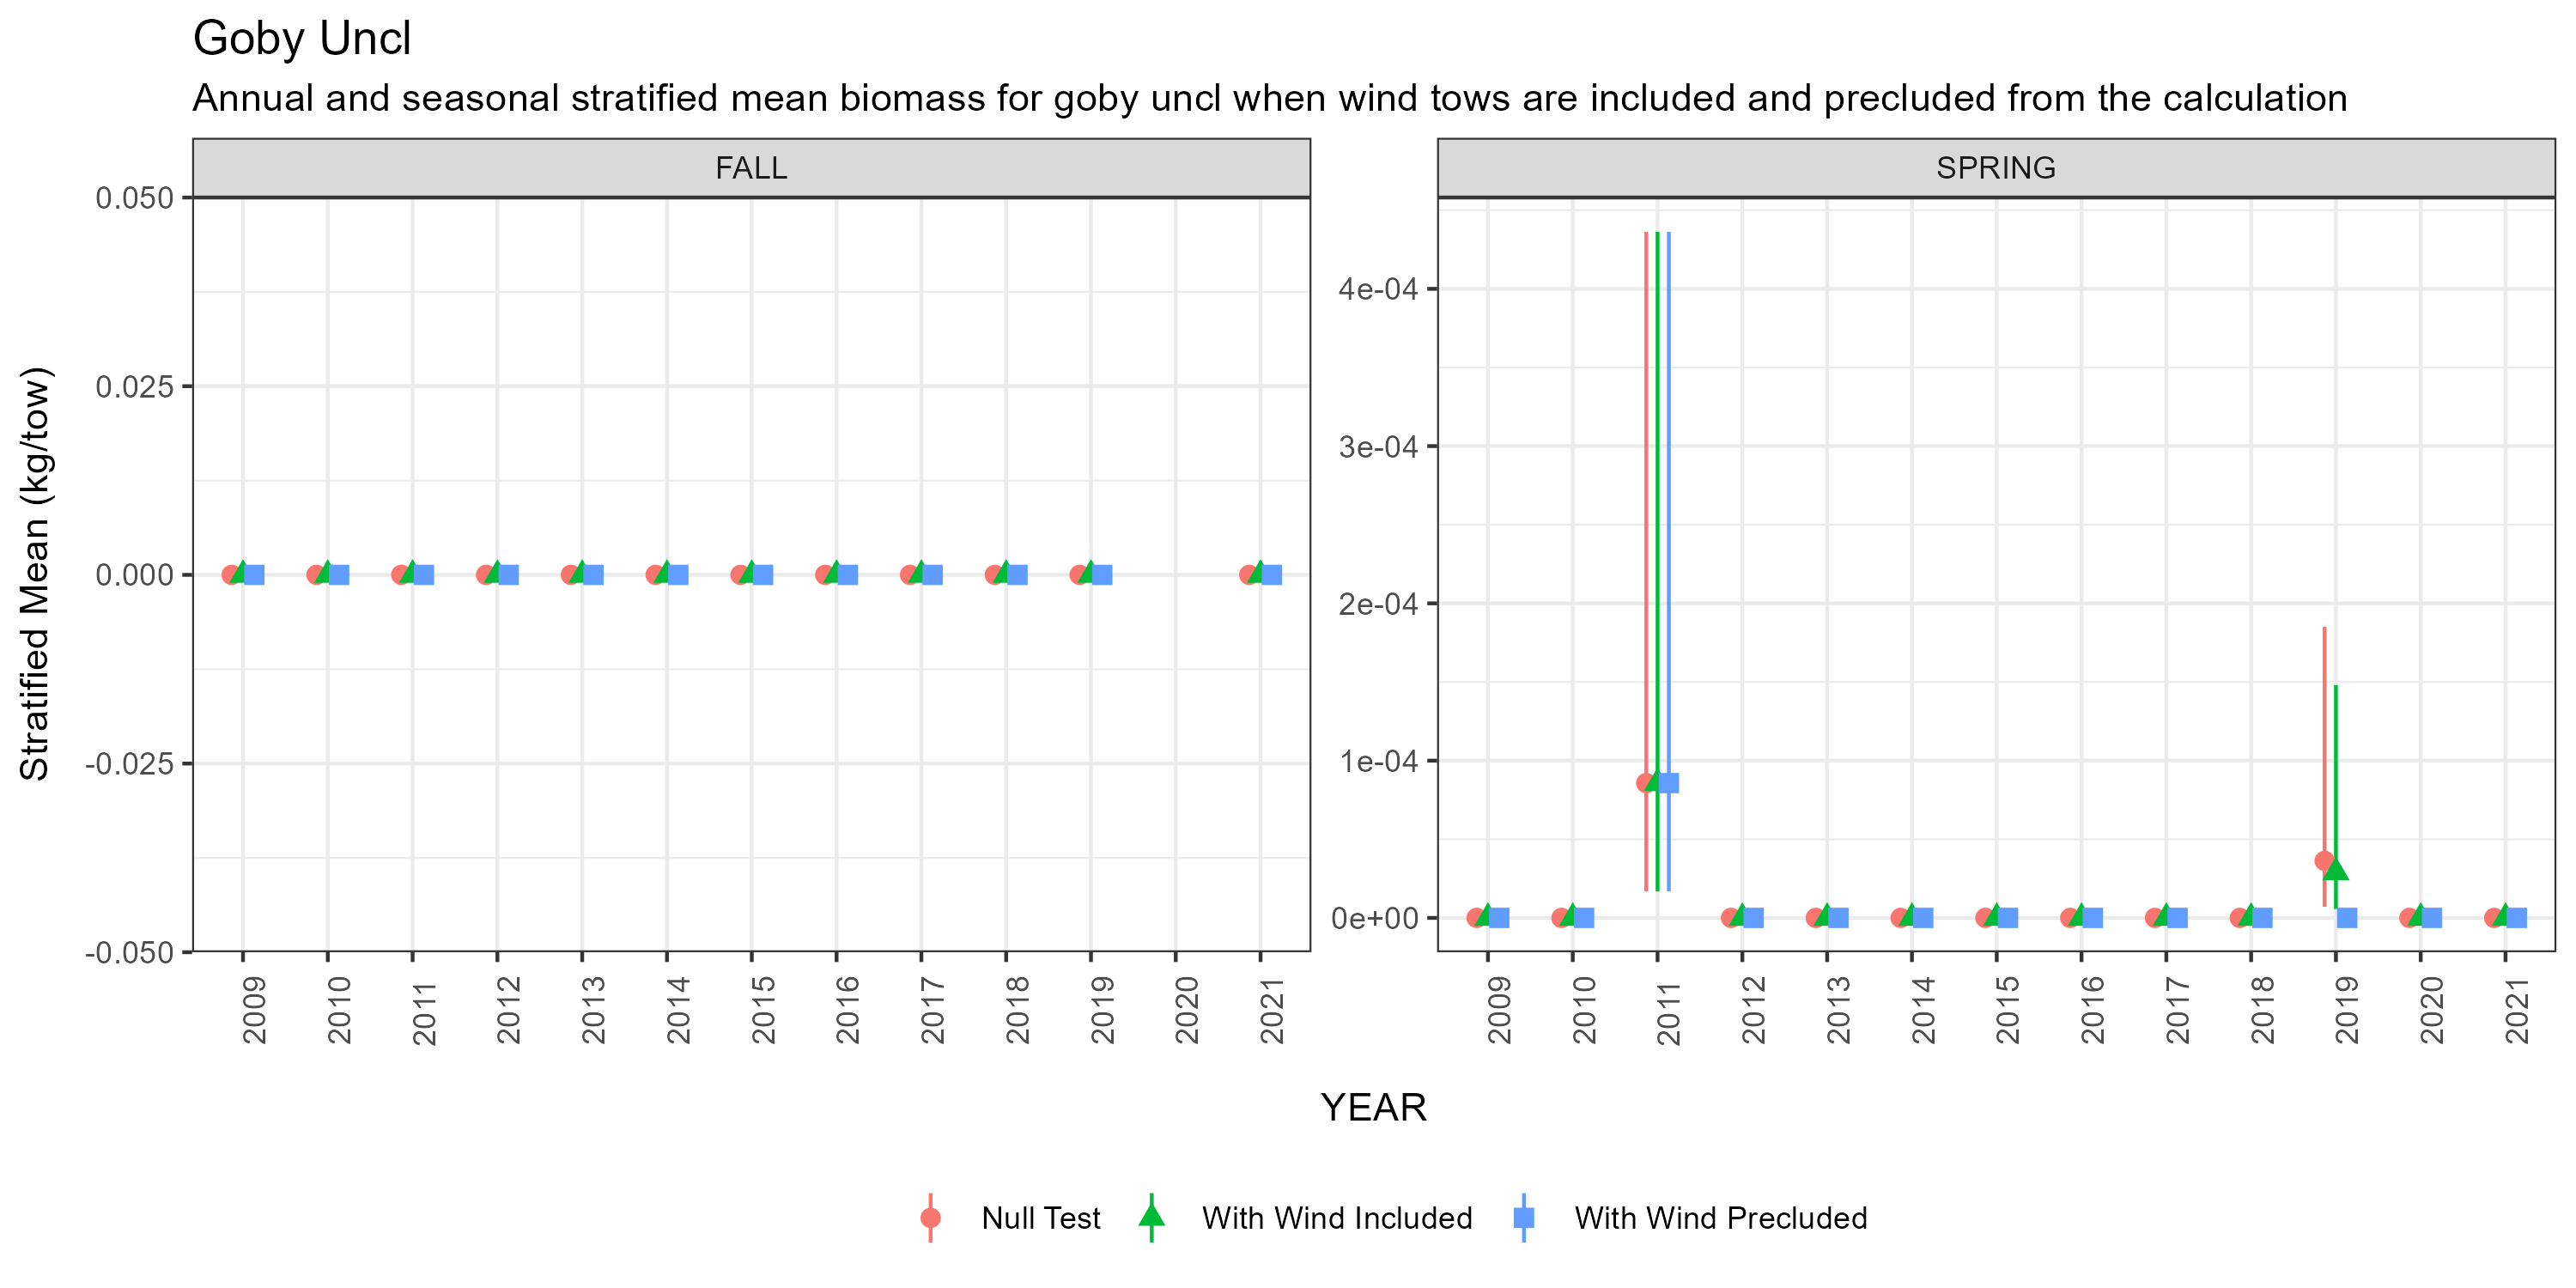 Goby Uncl
Annual and seasonal stratified mean biomass for goby uncl when wind tows are included and precluded from the calculation
FALL
SPRING
Stratified Mean (kg/tow)
0.050
0.025
0.000
-0.025
-0.050
4e-04
3e-04
2e-04
1e-04
0e+00
2009 2010 2011 2012 2013 2014 2015 2016 2017 2018 2019 2020 2021
2009 2010 2011 2012 2013 2014 2015 2016 2017 2018 2019 2020 2021
YEAR
Null Test With Wind Included With Wind Precluded